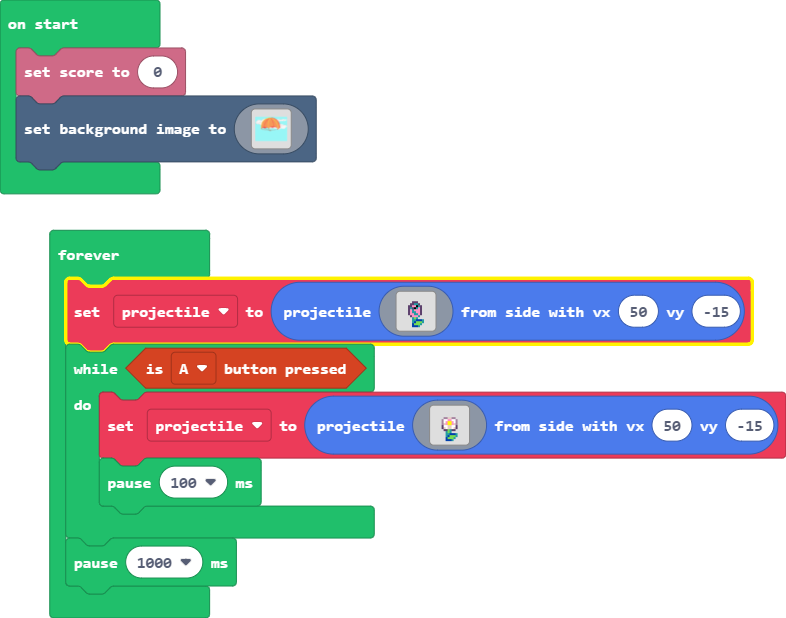 on start
set score to 0
set background image to
forever
set projectile to projectile from side with vx 50 vy -15
while is A button pressed
do
set projectile to projectile from side with vx 50 vy -15
pause 100 ms
pause 1000 ms